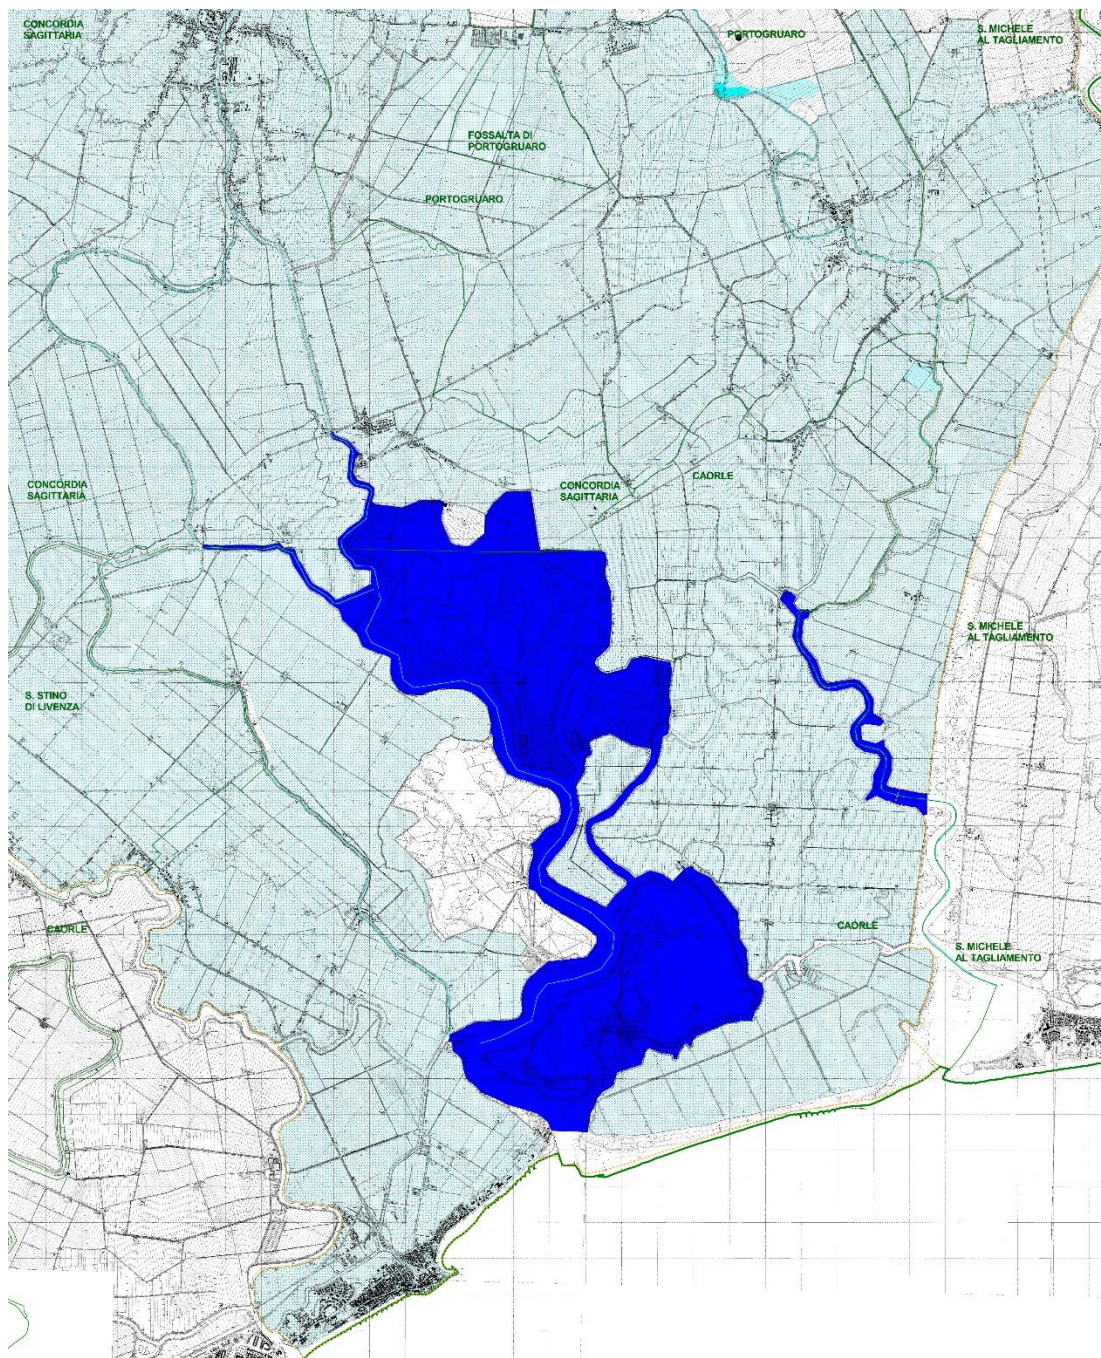 CONCORDIA
SAGITTARIA
PORTOGRUARO
S. MICHELE
AL TAGLIAMENTO
FOSSALTA DI
PORTOGRUARO
PORTOGRUARO
CONCORDIA
SAGITTARIA
CONCORDIA
SAGITTARIA
CAORLE
S. MICHELE
AL TAGLIAMENTO
S. STINO
DI LIVENZA
CAORLE
CAORLE
S. MICHELE
AL TAGLIAMENTO